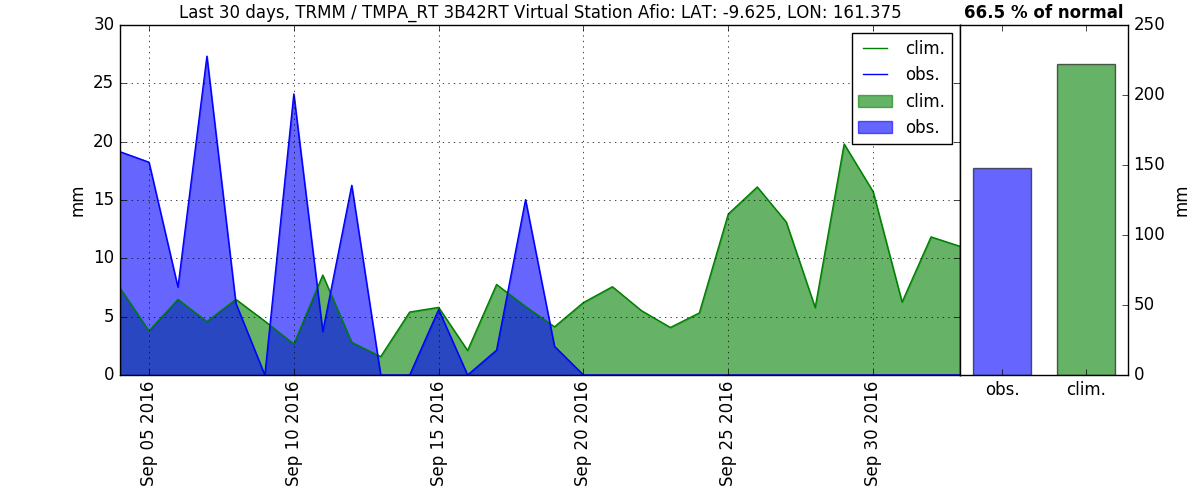 Last 30 days, TRMM / TMPA_RT 3B42RT Virtual Station Afio: LAT: -9.625, LON: 161.375
66.5 % of normal
30
25
20
15
10
5
0
mm
clim.
obs.
clim.
obs.
Sep 05 2016
Sep 10 2016
Sep 15 2016
Sep 20 2016
Sep 25 2016
Sep 30 2016
250
200
150
100
50
0
mm
obs.
clim.